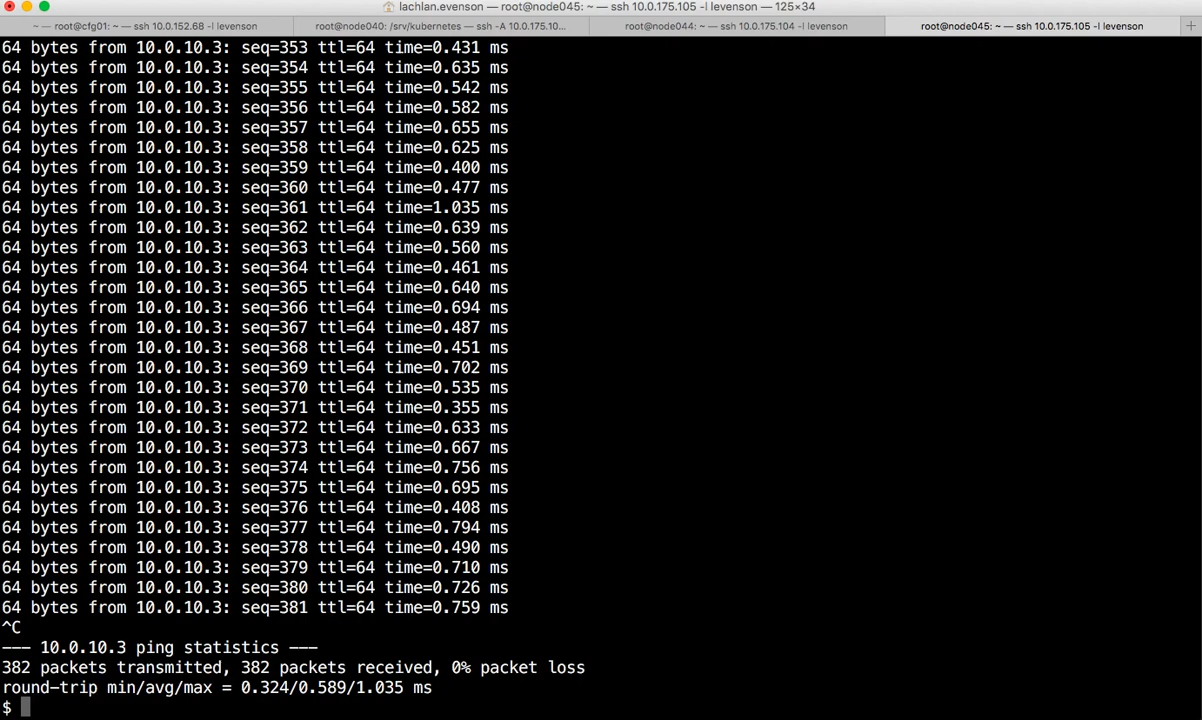 lachlan.evenson — root@node045: ~ — ssh 10.0.175.105 -l levenson — 125×34
~ — root@cfg01: ~ — ssh 10.0.152.68 -l levenson
root@node040: /srv/kubernetes — ssh -A 10.0.175.10...
root@node044: ~ — ssh 10.0.175.104 -l levenson
root@node045: ~ — ssh 10.0.175.105 -l levenson
64 bytes from 10.0.10.3: seq=353 ttl=64 time=0.431 ms
64 bytes from 10.0.10.3: seq=354 ttl=64 time=0.635 ms
64 bytes from 10.0.10.3: seq=355 ttl=64 time=0.542 ms
64 bytes from 10.0.10.3: seq=356 ttl=64 time=0.582 ms
64 bytes from 10.0.10.3: seq=357 ttl=64 time=0.655 ms
64 bytes from 10.0.10.3: seq=358 ttl=64 time=0.625 ms
64 bytes from 10.0.10.3: seq=359 ttl=64 time=0.400 ms
64 bytes from 10.0.10.3: seq=360 ttl=64 time=0.477 ms
64 bytes from 10.0.10.3: seq=361 ttl=64 time=1.035 ms
64 bytes from 10.0.10.3: seq=362 ttl=64 time=0.639 ms
64 bytes from 10.0.10.3: seq=363 ttl=64 time=0.560 ms
64 bytes from 10.0.10.3: seq=364 ttl=64 time=0.461 ms
64 bytes from 10.0.10.3: seq=365 ttl=64 time=0.640 ms
64 bytes from 10.0.10.3: seq=366 ttl=64 time=0.694 ms
64 bytes from 10.0.10.3: seq=367 ttl=64 time=0.487 ms
64 bytes from 10.0.10.3: seq=368 ttl=64 time=0.451 ms
64 bytes from 10.0.10.3: seq=369 ttl=64 time=0.702 ms
64 bytes from 10.0.10.3: seq=370 ttl=64 time=0.535 ms
64 bytes from 10.0.10.3: seq=371 ttl=64 time=0.355 ms
64 bytes from 10.0.10.3: seq=372 ttl=64 time=0.633 ms
64 bytes from 10.0.10.3: seq=373 ttl=64 time=0.667 ms
64 bytes from 10.0.10.3: seq=374 ttl=64 time=0.756 ms
64 bytes from 10.0.10.3: seq=375 ttl=64 time=0.695 ms
64 bytes from 10.0.10.3: seq=376 ttl=64 time=0.408 ms
64 bytes from 10.0.10.3: seq=377 ttl=64 time=0.794 ms
64 bytes from 10.0.10.3: seq=378 ttl=64 time=0.490 ms
64 bytes from 10.0.10.3: seq=379 ttl=64 time=0.710 ms
64 bytes from 10.0.10.3: seq=380 ttl=64 time=0.726 ms
64 bytes from 10.0.10.3: seq=381 ttl=64 time=0.759 ms
^C
--- 10.0.10.3 ping statistics ---
382 packets transmitted, 382 packets received, 0% packet loss
round-trip min/avg/max = 0.324/0.589/1.035 ms
$